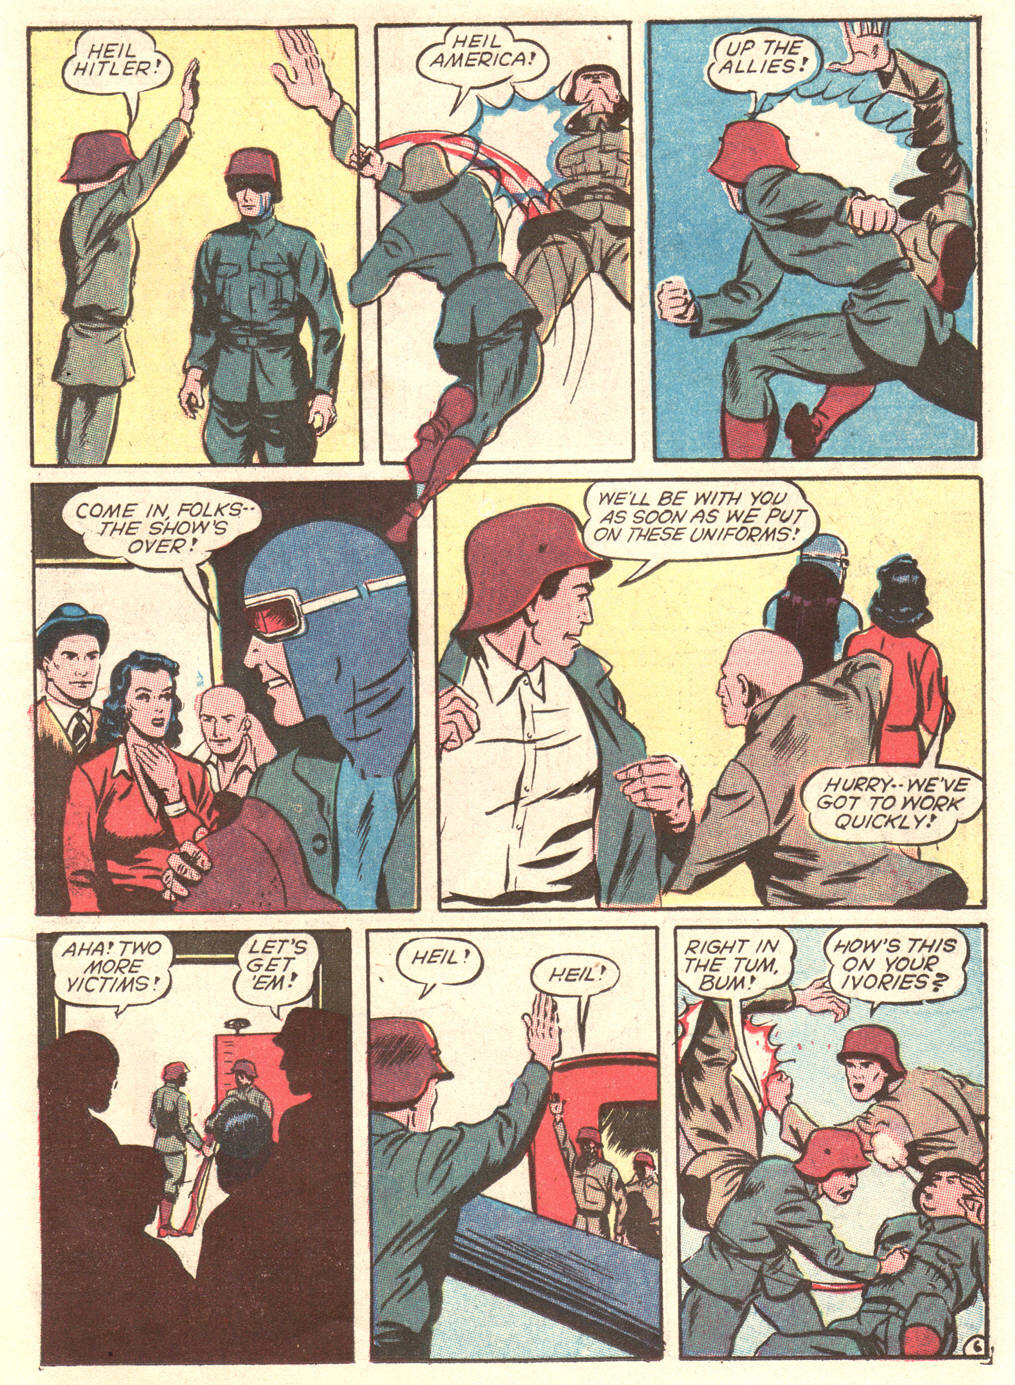 HEIL
HITLER!
HEIL
AMERICA!
UP THE
ALLIES!
COME IN, FOLKS--
THE SHOW'S
OVER!
WE'LL BE WITH YOU
AS SOON AS WE PUT
ON THESE UNIFORMS!
HURRY--WE'VE
GOT TO WORK
QUICKLY!
AHA! TWO
MORE
VICTIMS!
LET'S
GET
'EM!
HEIL!
HEIL!
RIGHT IN
THE TUM,
BUM!
HOW'S THIS
ON YOUR
IVORIES?
6